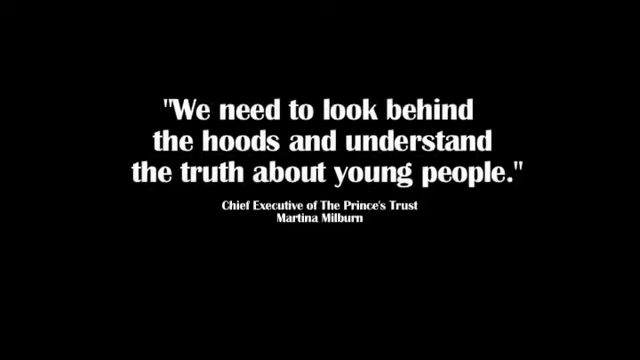 "We need to look behind
the hoods and understand
the truth about young people."
Chief Executive of The Prince's Trust
Martina Milburn